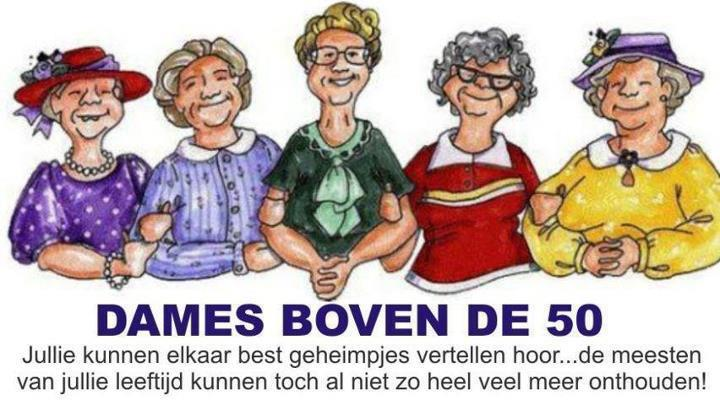 DAMES BOVEN DE 50
Jullie kunnen elkaar best geheimpjes vertellen hoor...de meesten
van jullie leeftijd kunnen toch al niet zo heel veel meer onthouden!